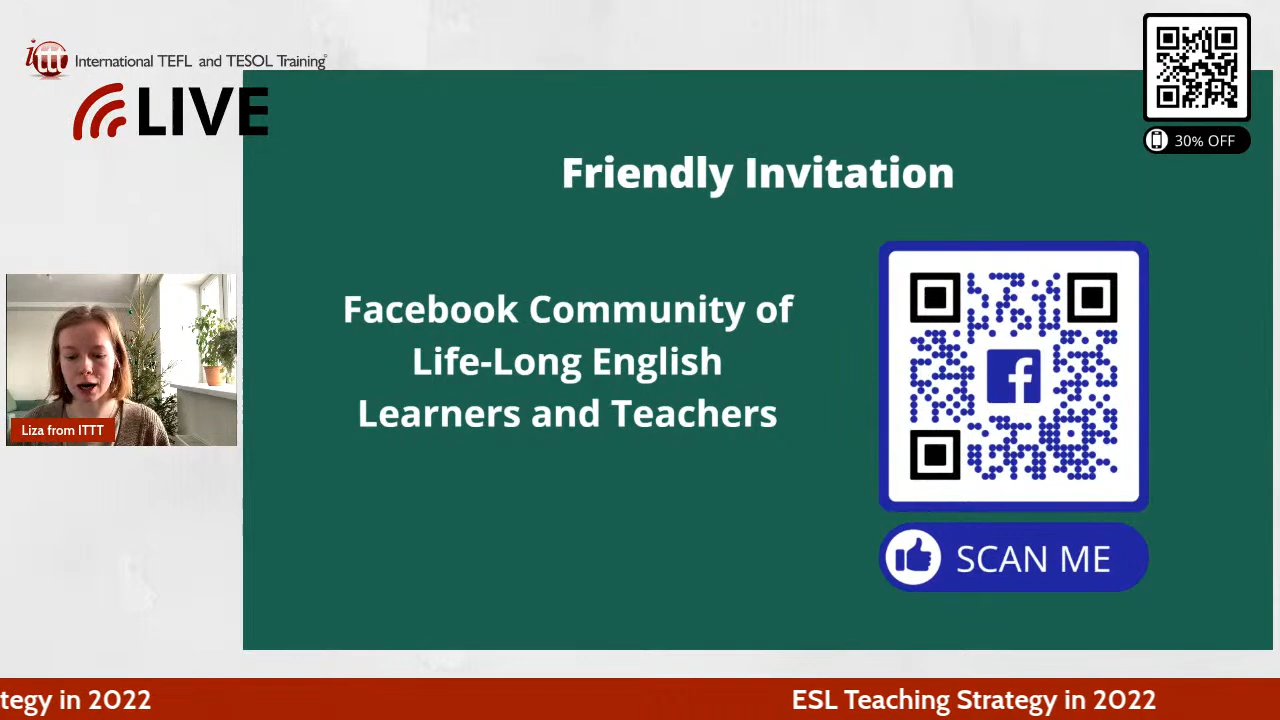 ittt International TEFL and TESOL Training
LIVE
30% OFF
Friendly Invitation
Facebook Community of
Life-Long English
Learners and Teachers
SCAN ME
Liza from ITTT
tegy in 2022
ESL Teaching Strategy in 2022